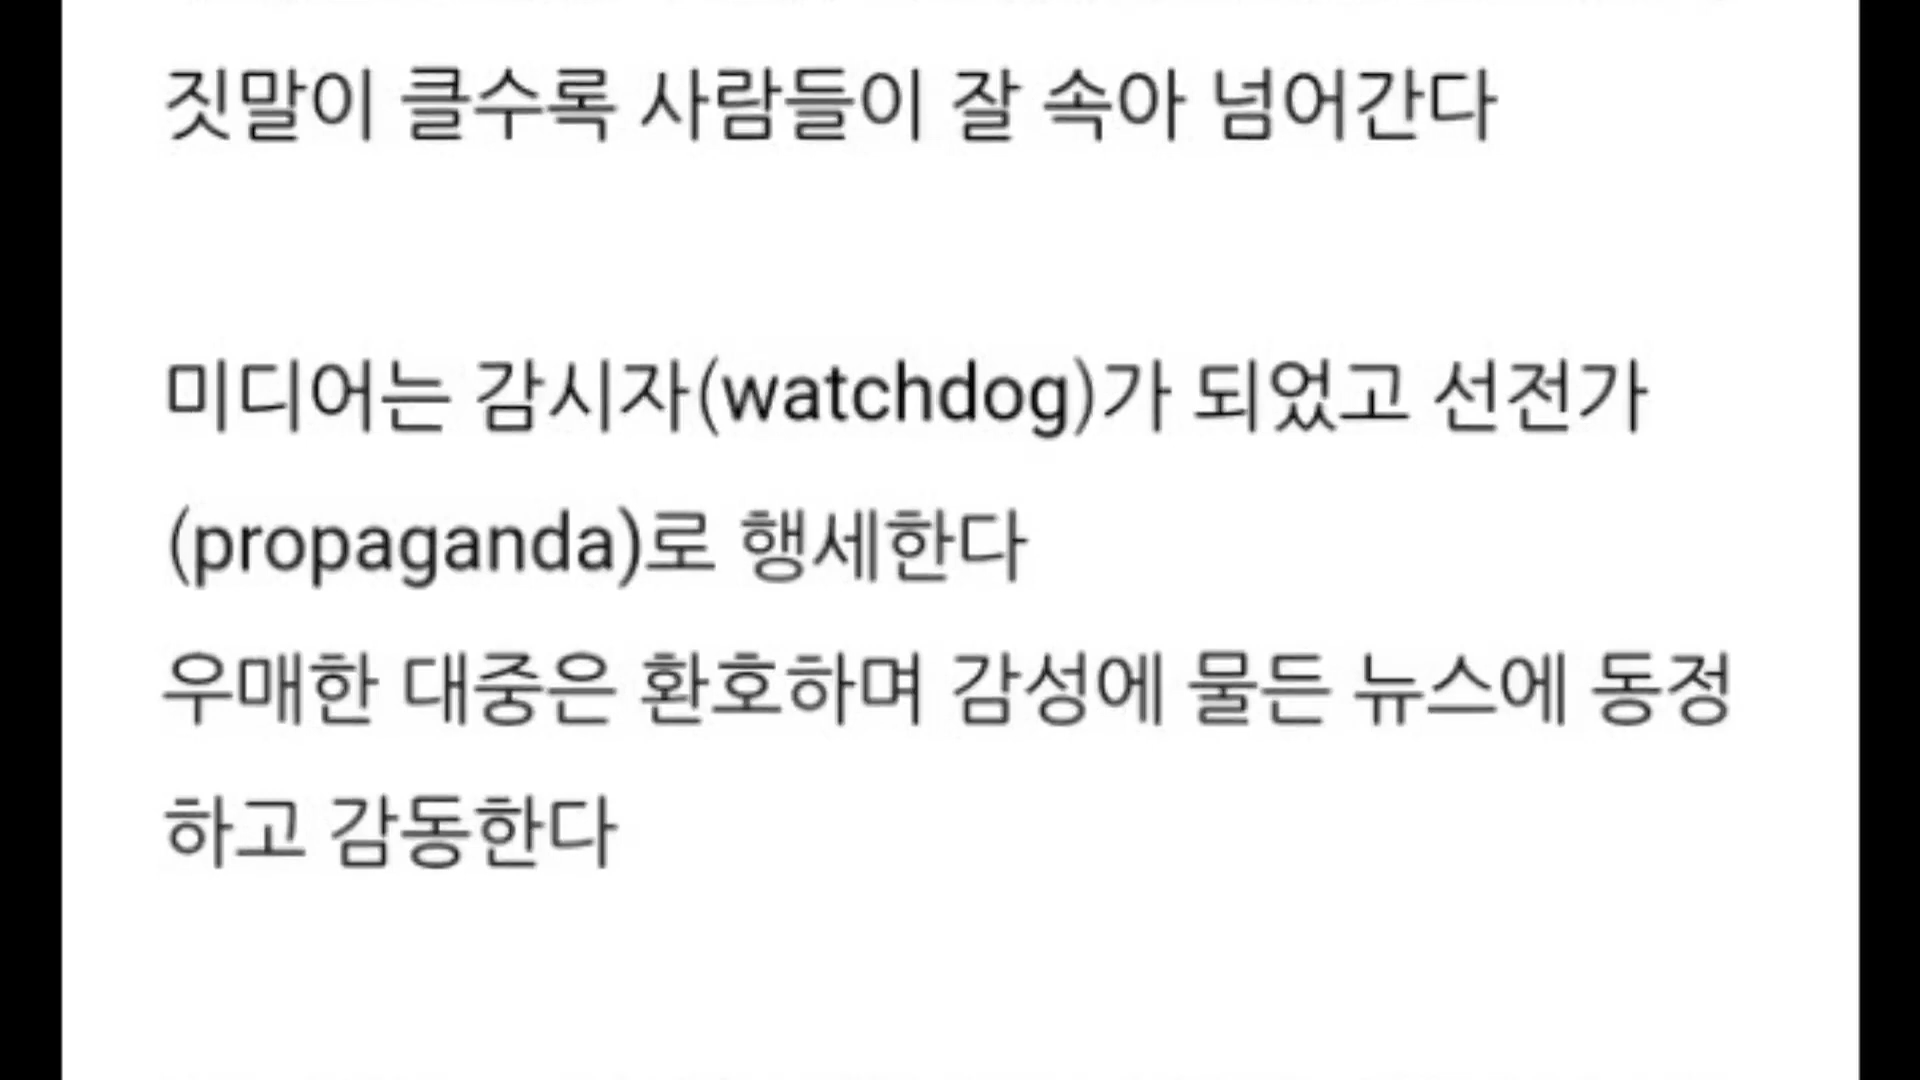 짓말이 클수록 사람들이 잘 속아 넘어간다
미디어는 감시자(watchdog)가 되었고 선전가
(propaganda)로 행세한다
우매한 대중은 환호하며 감성에 물든 뉴스에 동정
하고 감동한다